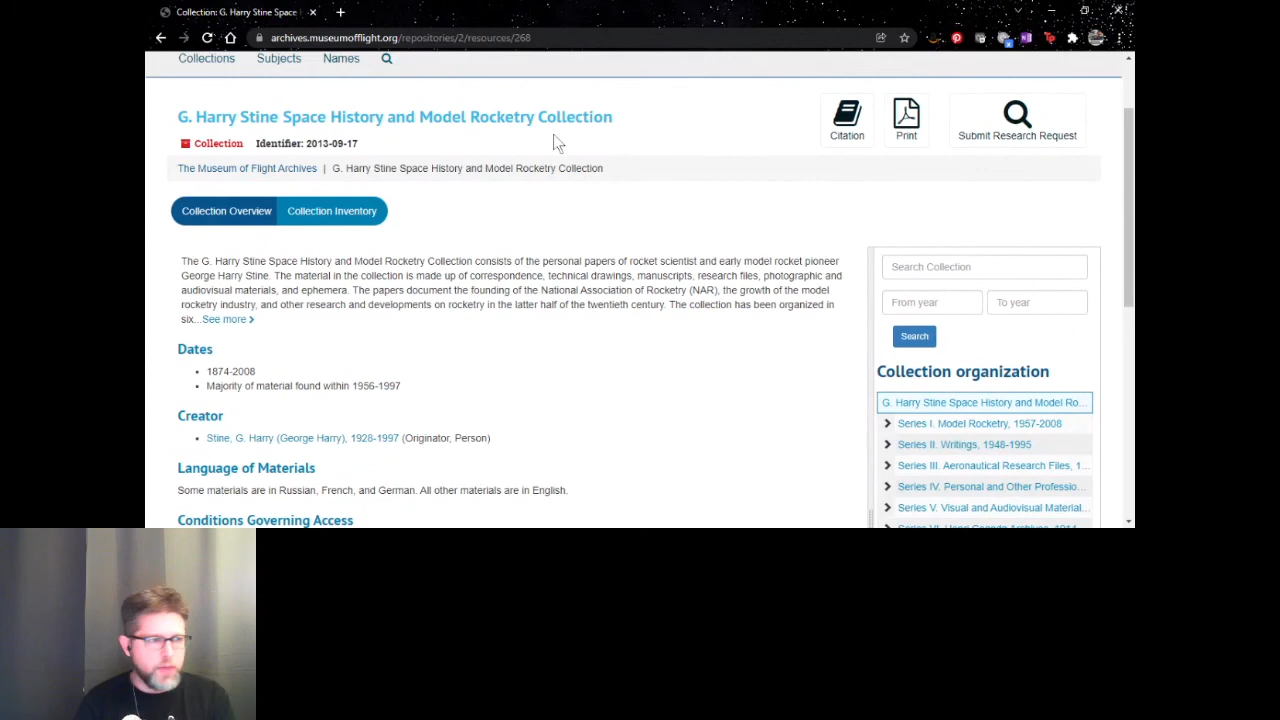 Collection: G. Harry Stine Space
archives.museumofflight.org/repositories/2/resources/268
Collections Subjects Names
G. Harry Stine Space History and Model Rocketry Collection
Citation Print Submit Research Request
Collection Identifier: 2013-09-17
The Museum of Flight Archives | G. Harry Stine Space History and Model Rocketry Collection
Collection Overview Collection Inventory
The G. Harry Stine Space History and Model Rocketry Collection consists of the personal papers of rocket scientist and early model rocket pioneer
George Harry Stine. The material in the collection is made up of correspondence, technical drawings, manuscripts, research files, photographic and
audiovisual materials, and ephemera. The papers document the founding of the National Association of Rocketry (NAR), the growth of the model
rocketry industry, and other research and developments on rocketry in the latter half of the twentieth century. The collection has been organized in
six...See more
Dates
1874-2008
Majority of material found within 1956-1997
Creator
Stine, G. Harry (George Harry), 1928-1997 (Originator, Person)
Language of Materials
Some materials are in Russian, French, and German. All other materials are in English.
Conditions Governing Access
Search Collection
From year To year
Search
Collection organization
G. Harry Stine Space History and Model Ro...
Series I. Model Rocketry, 1957-2008
Series II. Writings, 1948-1995
Series III. Aeronautical Research Files, 1...
Series IV. Personal and Other Professio...
Series V. Visual and Audiovisual Material...